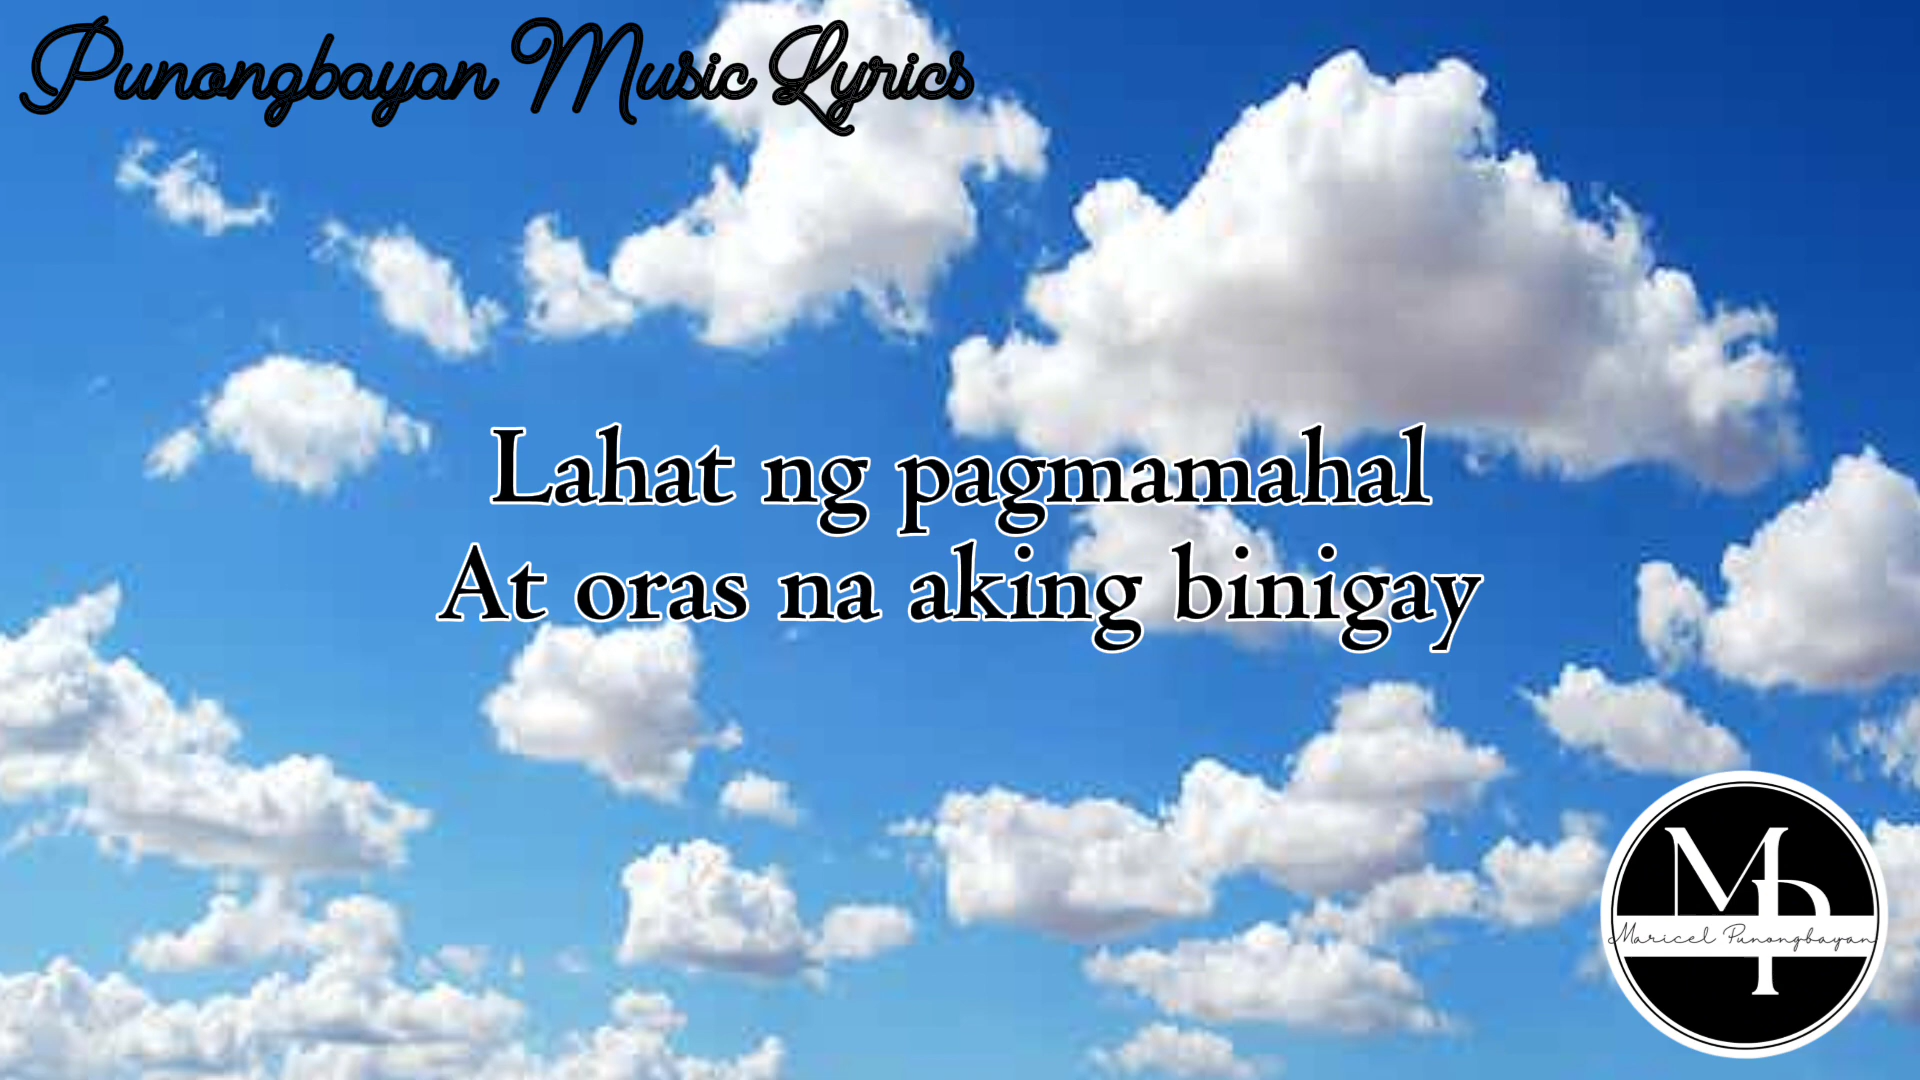 Punongbayan Music Lyrics
Lahat ng pagmamahal
At oras na aking binigay
MP
Maricel Punongbayan